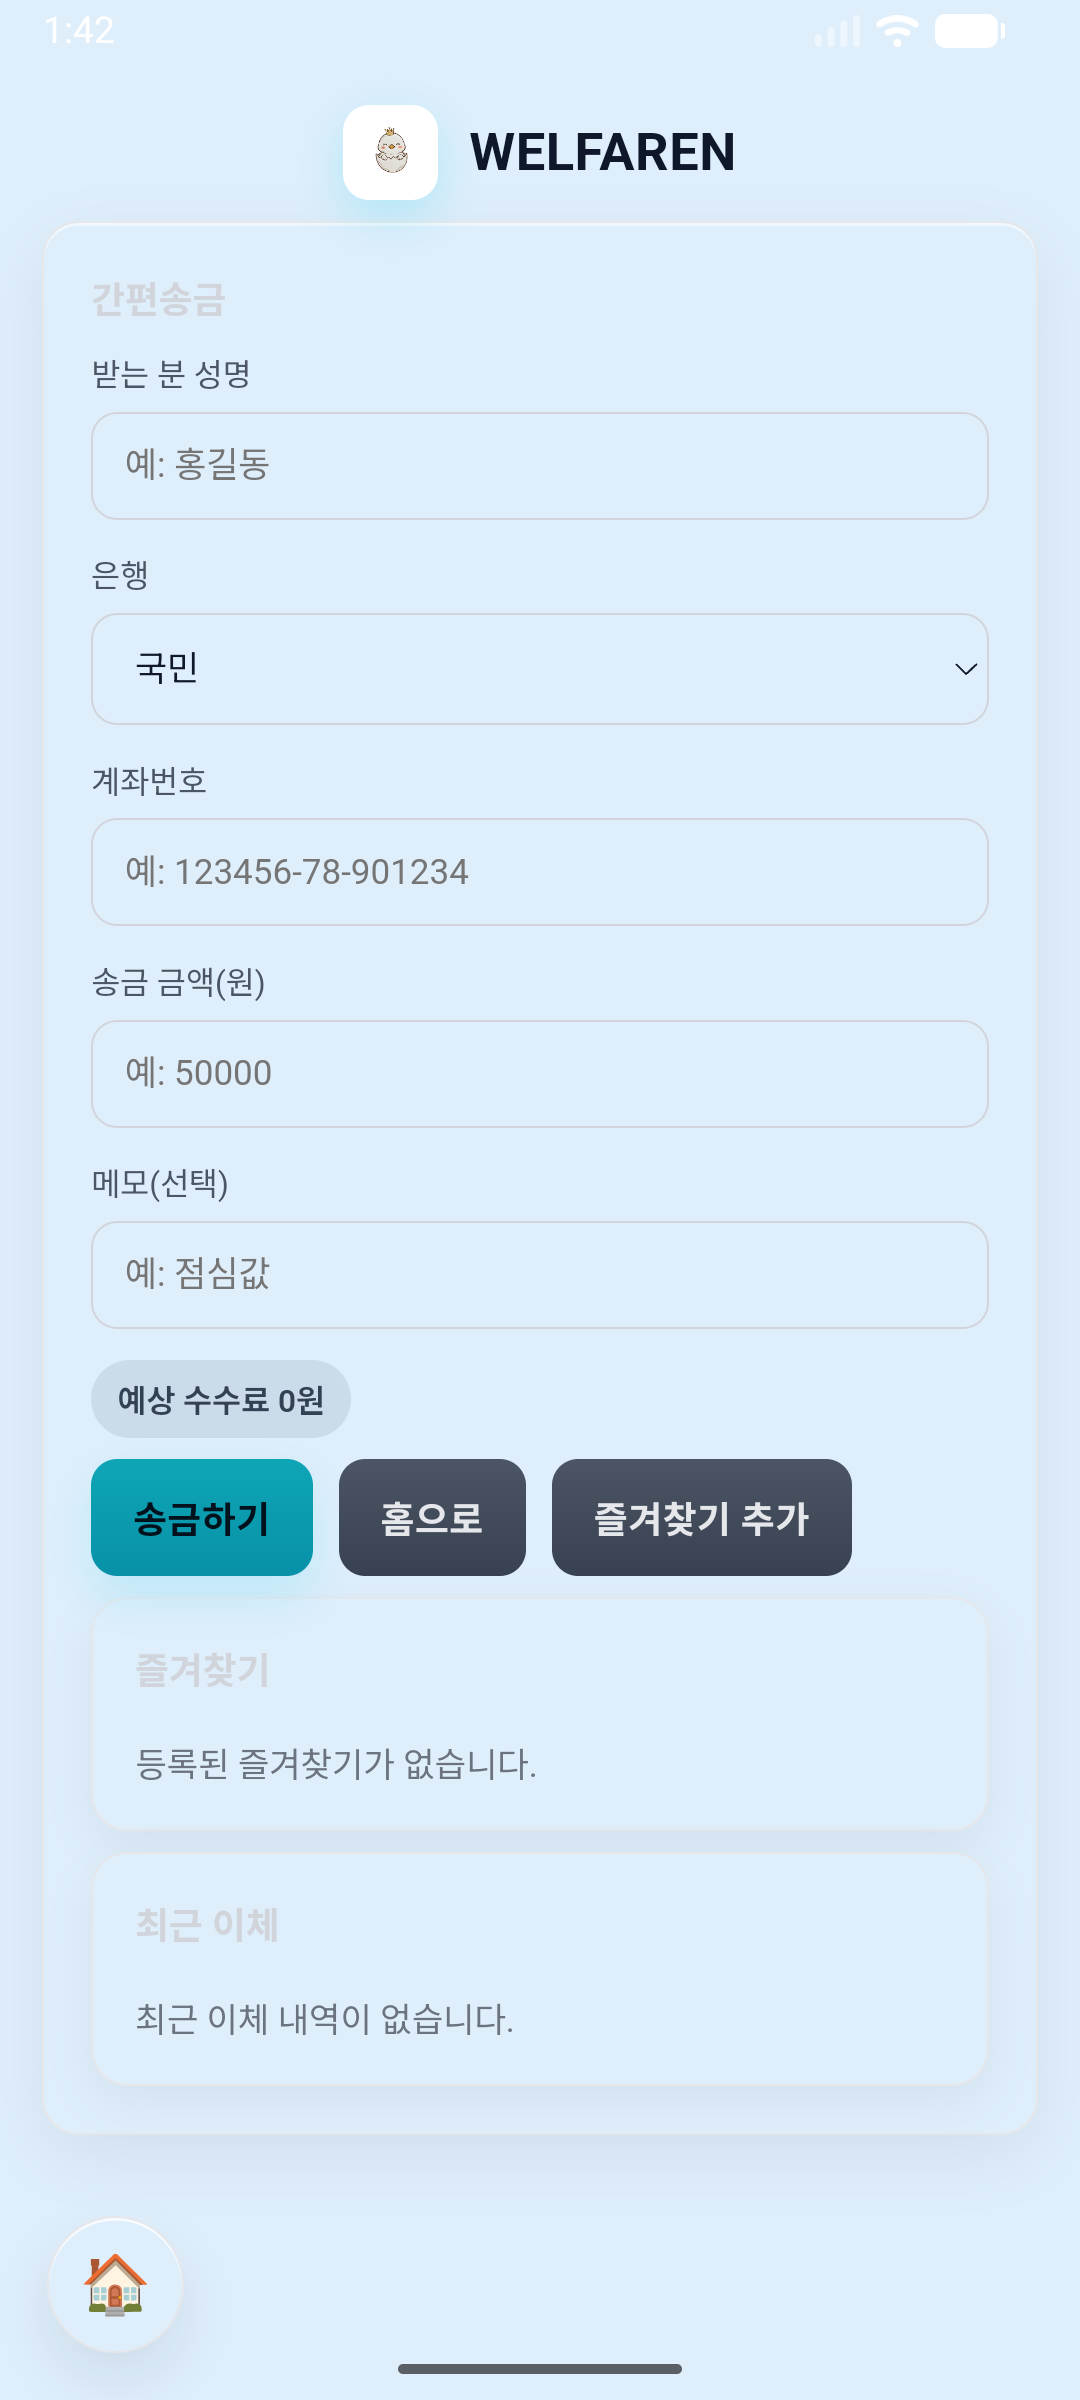 1:42
WELFAREN
간편송금
받는 분 성명
예: 홍길동
은행
국민
계좌번호
예: 123456-78-901234
송금 금액(원)
예: 50000
메모(선택)
예: 점심값
예상 수수료 0원
송금하기
홈으로
즐겨찾기 추가
즐겨찾기
등록된 즐겨찾기가 없습니다.
최근 이체
최근 이체 내역이 없습니다.